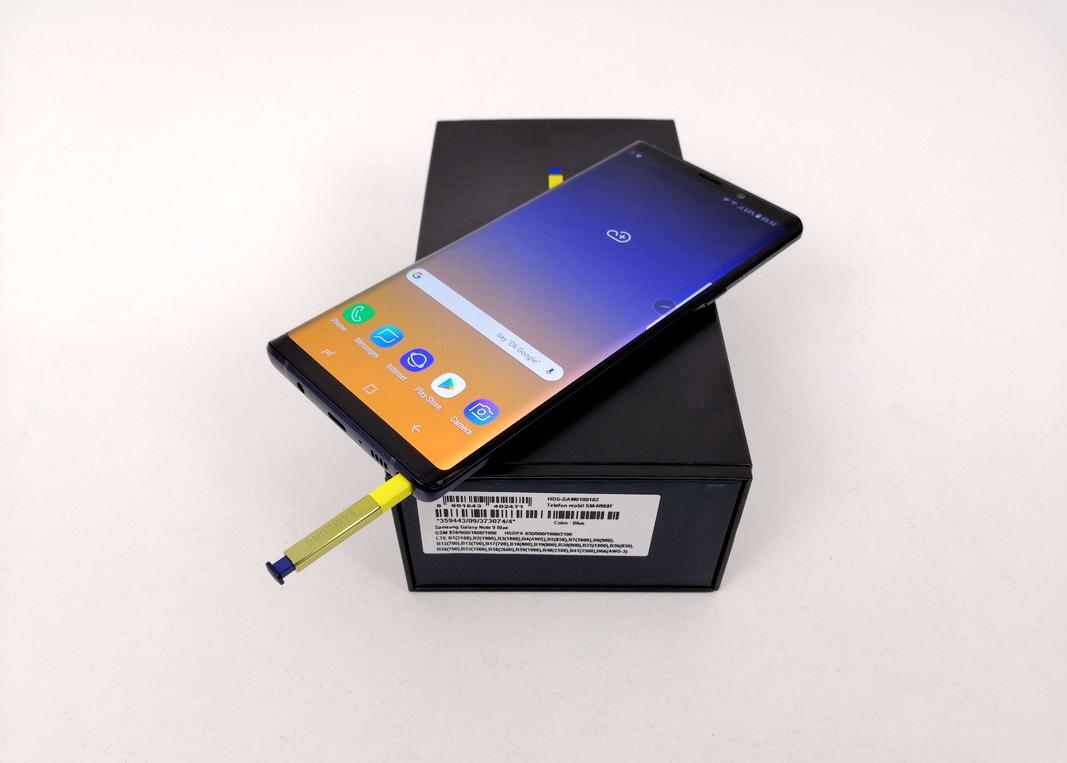 Say "Ok Google"
Phone
Messages
Internet
Play Store
Camera
SAMSUNG
8 801643 402471
HDS-SAM0100102
Telefon mobil SM-N960F
*359443/09/373074/4*
Color: Blue
Samsung Galaxy Note 9 Blue
GSM 850/900/1800/1900 HSDPA 850/900/1900/2100
LTE B1(2100),B2(1900),B3(1800),B4(AWS),B5(850),B7(2600),B8(900),
B12(700),B13(700),B17(700),B18(800),B19(800),B20(800),B25(1900),B26(850),
B28(700),B32(1500),B38(2600),B39(1900),B40(2300),B41(2500),B66(AWS-3)